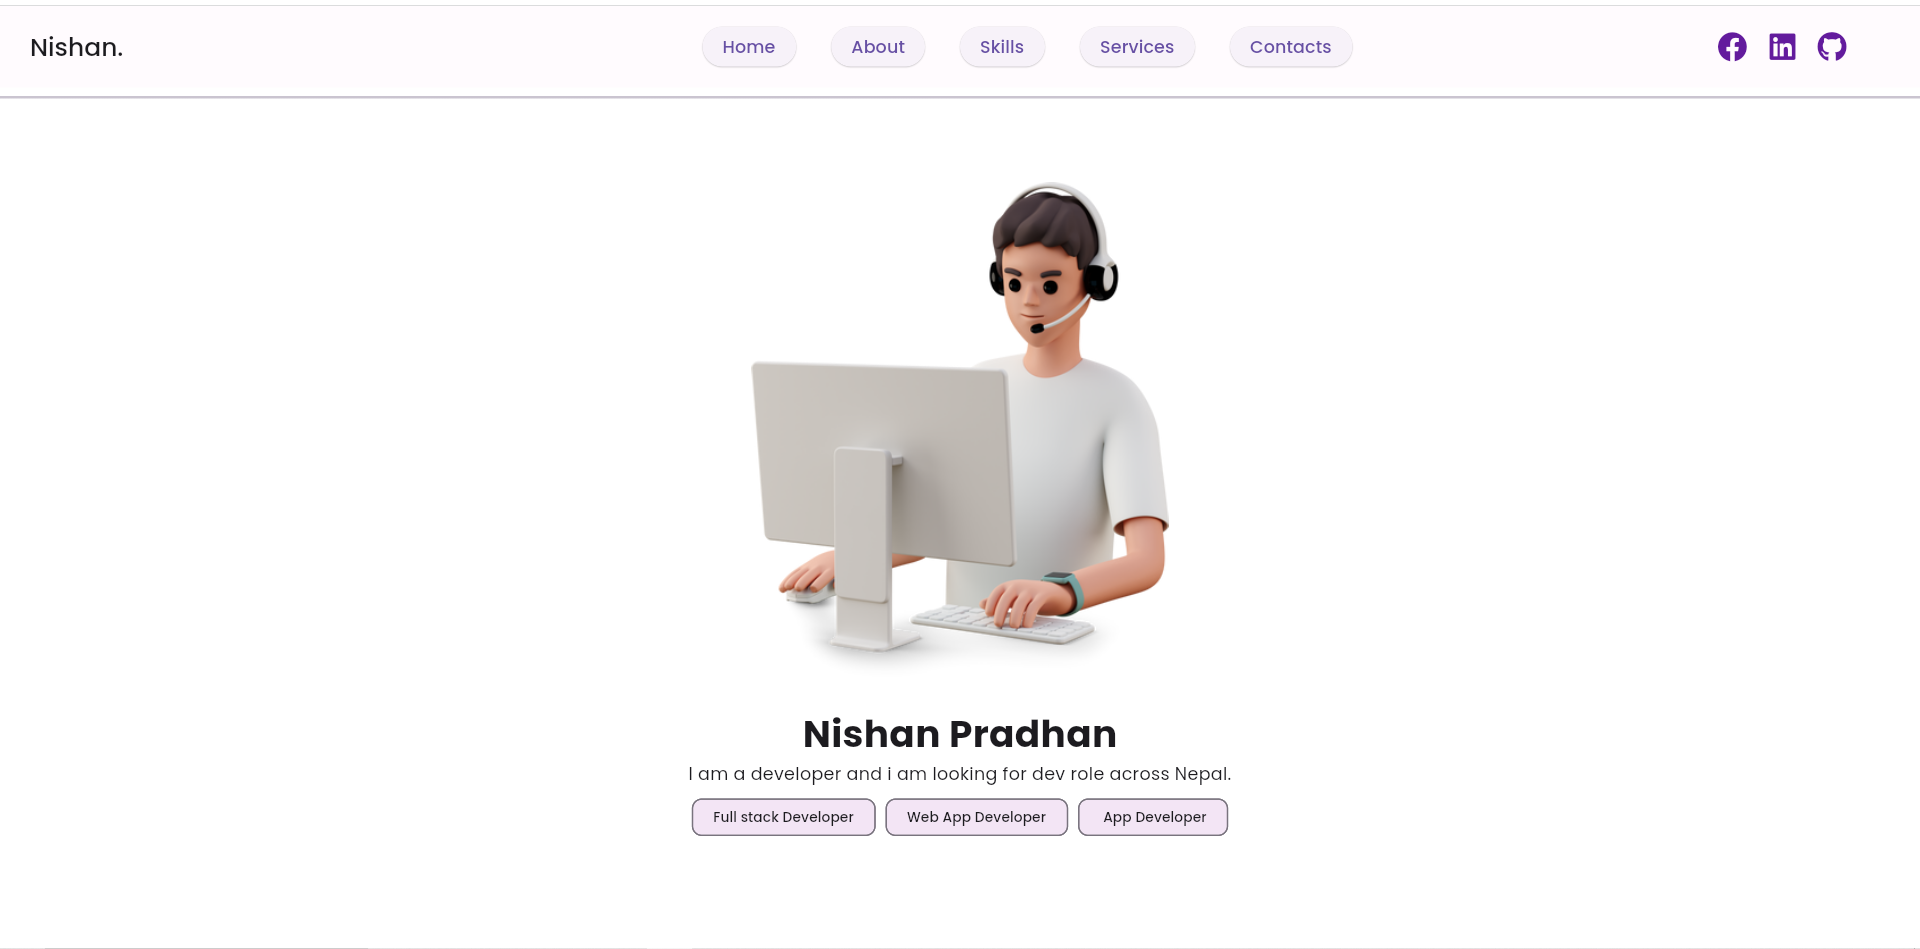 Nishan.
Home About Skills Services Contacts
Nishan Pradhan
I am a developer and i am looking for dev role across Nepal.
Full stack Developer Web App Developer App Developer